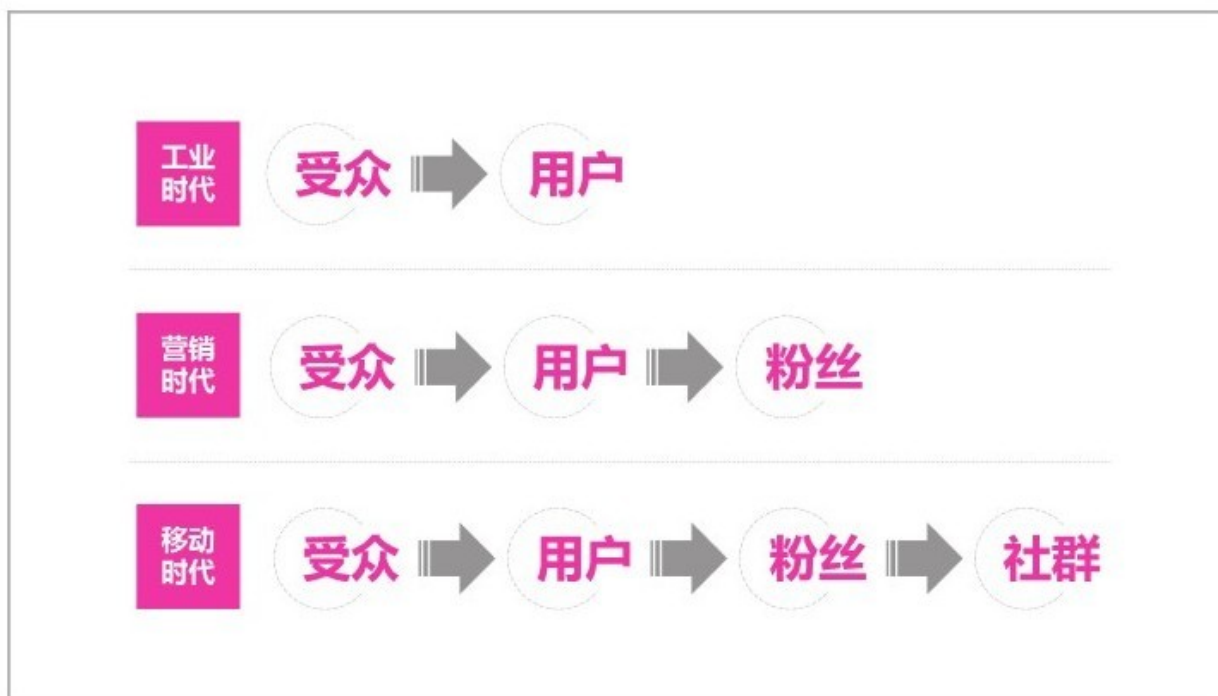 工业
时代
受众 用户
营销
时代
受众 用户 粉丝
移动
时代
受众 用户 粉丝 社群